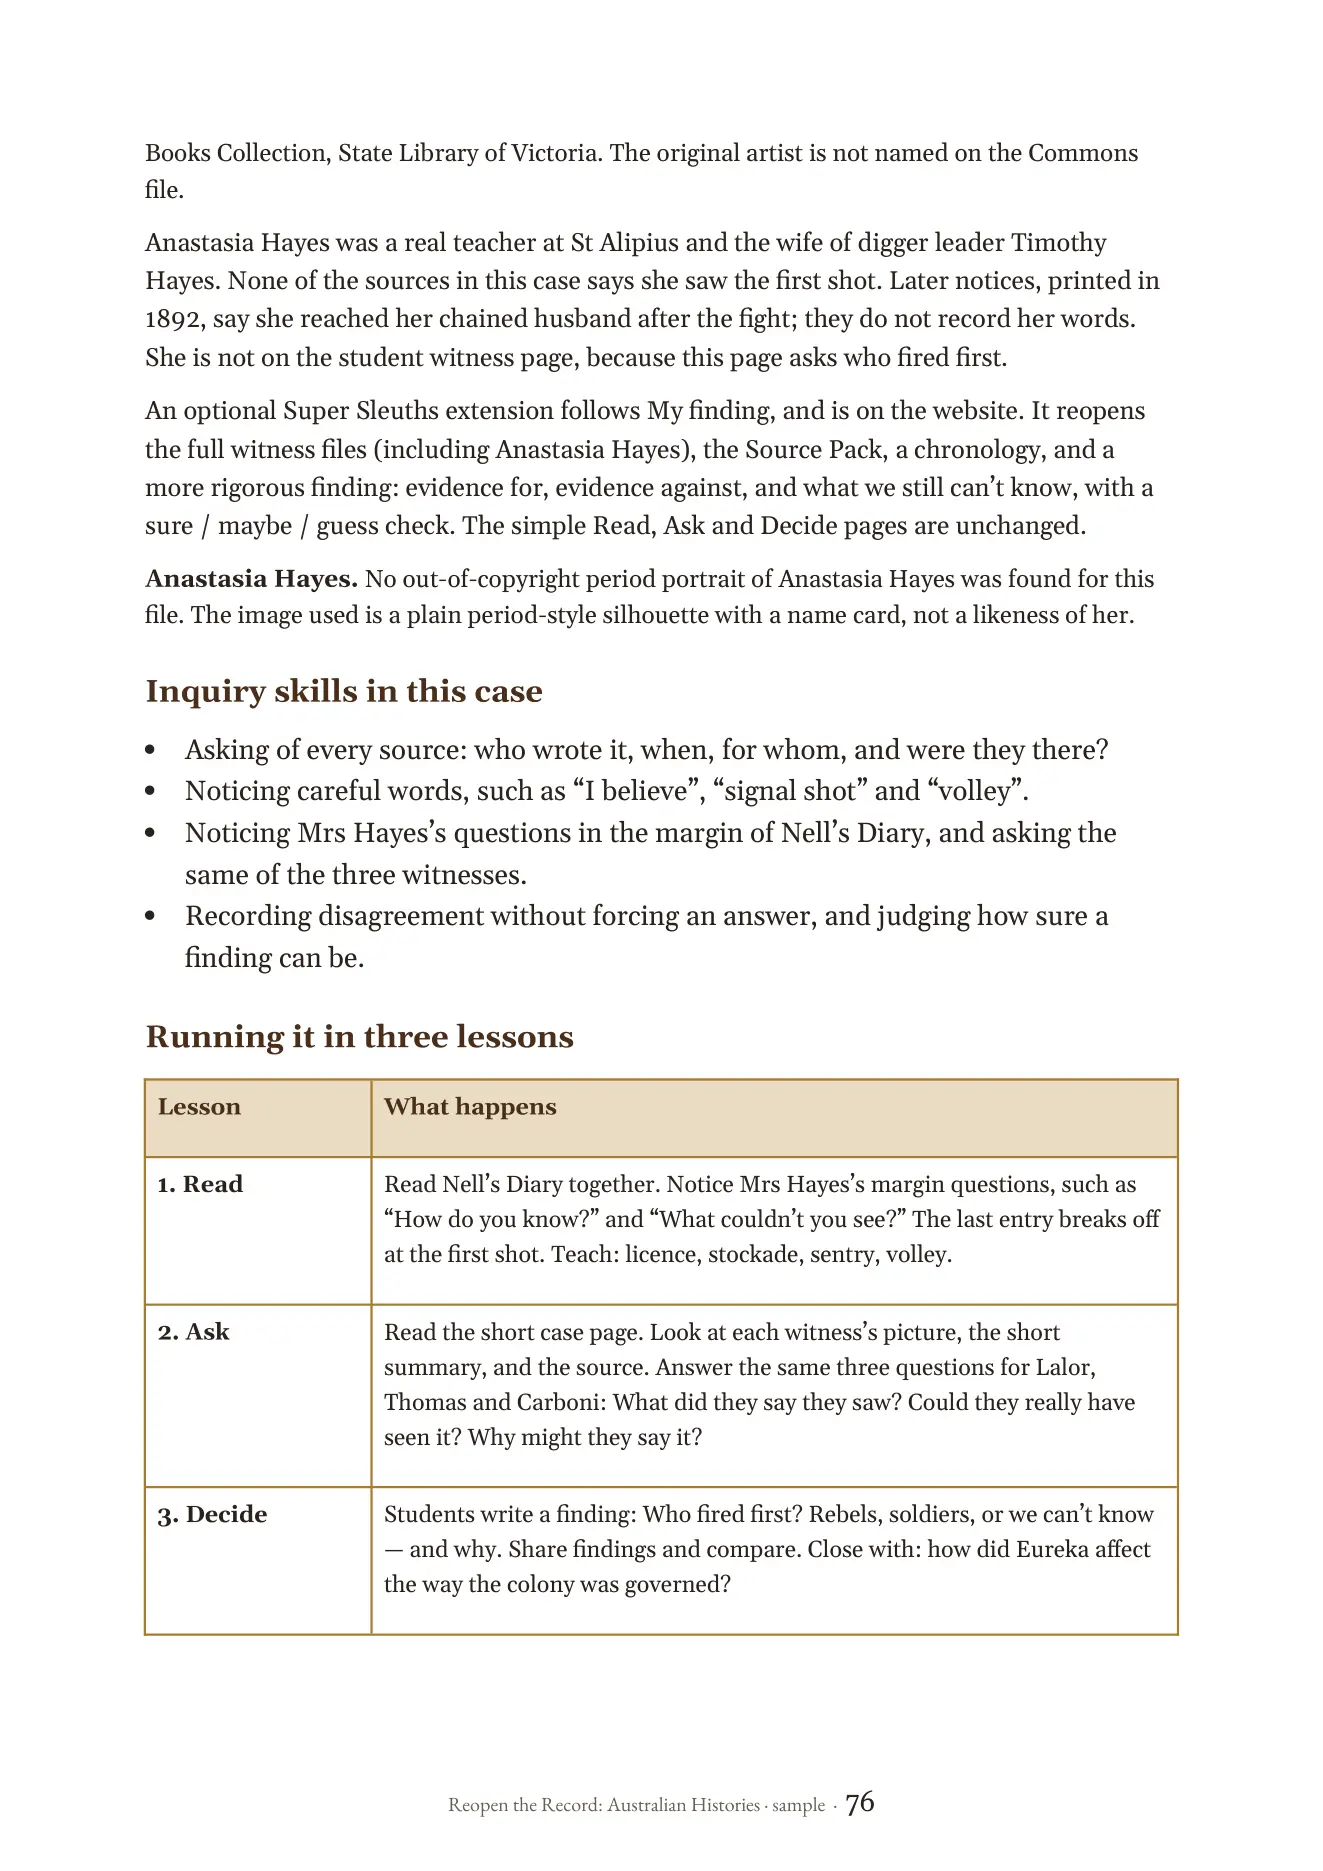 Books Collection, State Library of Victoria. The original artist is not named on the Commons
file.
Anastasia Hayes was a real teacher at St Alipius and the wife of digger leader Timothy
Hayes. None of the sources in this case says she saw the first shot. Later notices, printed in
1892, say she reached her chained husband after the fight; they do not record her words.
She is not on the student witness page, because this page asks who fired first.
An optional Super Sleuths extension follows My finding, and is on the website. It reopens
the full witness files (including Anastasia Hayes), the Source Pack, a chronology, and a
more rigorous finding: evidence for, evidence against, and what we still can’t know, with a
sure / maybe / guess check. The simple Read, Ask and Decide pages are unchanged.
Anastasia Hayes. No out-of-copyright period portrait of Anastasia Hayes was found for this
file. The image used is a plain period-style silhouette with a name card, not a likeness of her.
Inquiry skills in this case
• Asking of every source: who wrote it, when, for whom, and were they there?
• Noticing careful words, such as “I believe”, “signal shot” and “volley”.
• Noticing Mrs Hayes’s questions in the margin of Nell’s Diary, and asking the
same of the three witnesses.
• Recording disagreement without forcing an answer, and judging how sure a
finding can be.
Running it in three lessons
Lesson What happens
1. Read Read Nell’s Diary together. Notice Mrs Hayes’s margin questions, such as
“How do you know?” and “What couldn’t you see?” The last entry breaks off
at the first shot. Teach: licence, stockade, sentry, volley.
2. Ask Read the short case page. Look at each witness’s picture, the short
summary, and the source. Answer the same three questions for Lalor,
Thomas and Carboni: What did they say they saw? Could they really have
seen it? Why might they say it?
3. Decide Students write a finding: Who fired first? Rebels, soldiers, or we can’t know
— and why. Share findings and compare. Close with: how did Eureka affect
the way the colony was governed?
Reopen the Record: Australian Histories · sample · 76